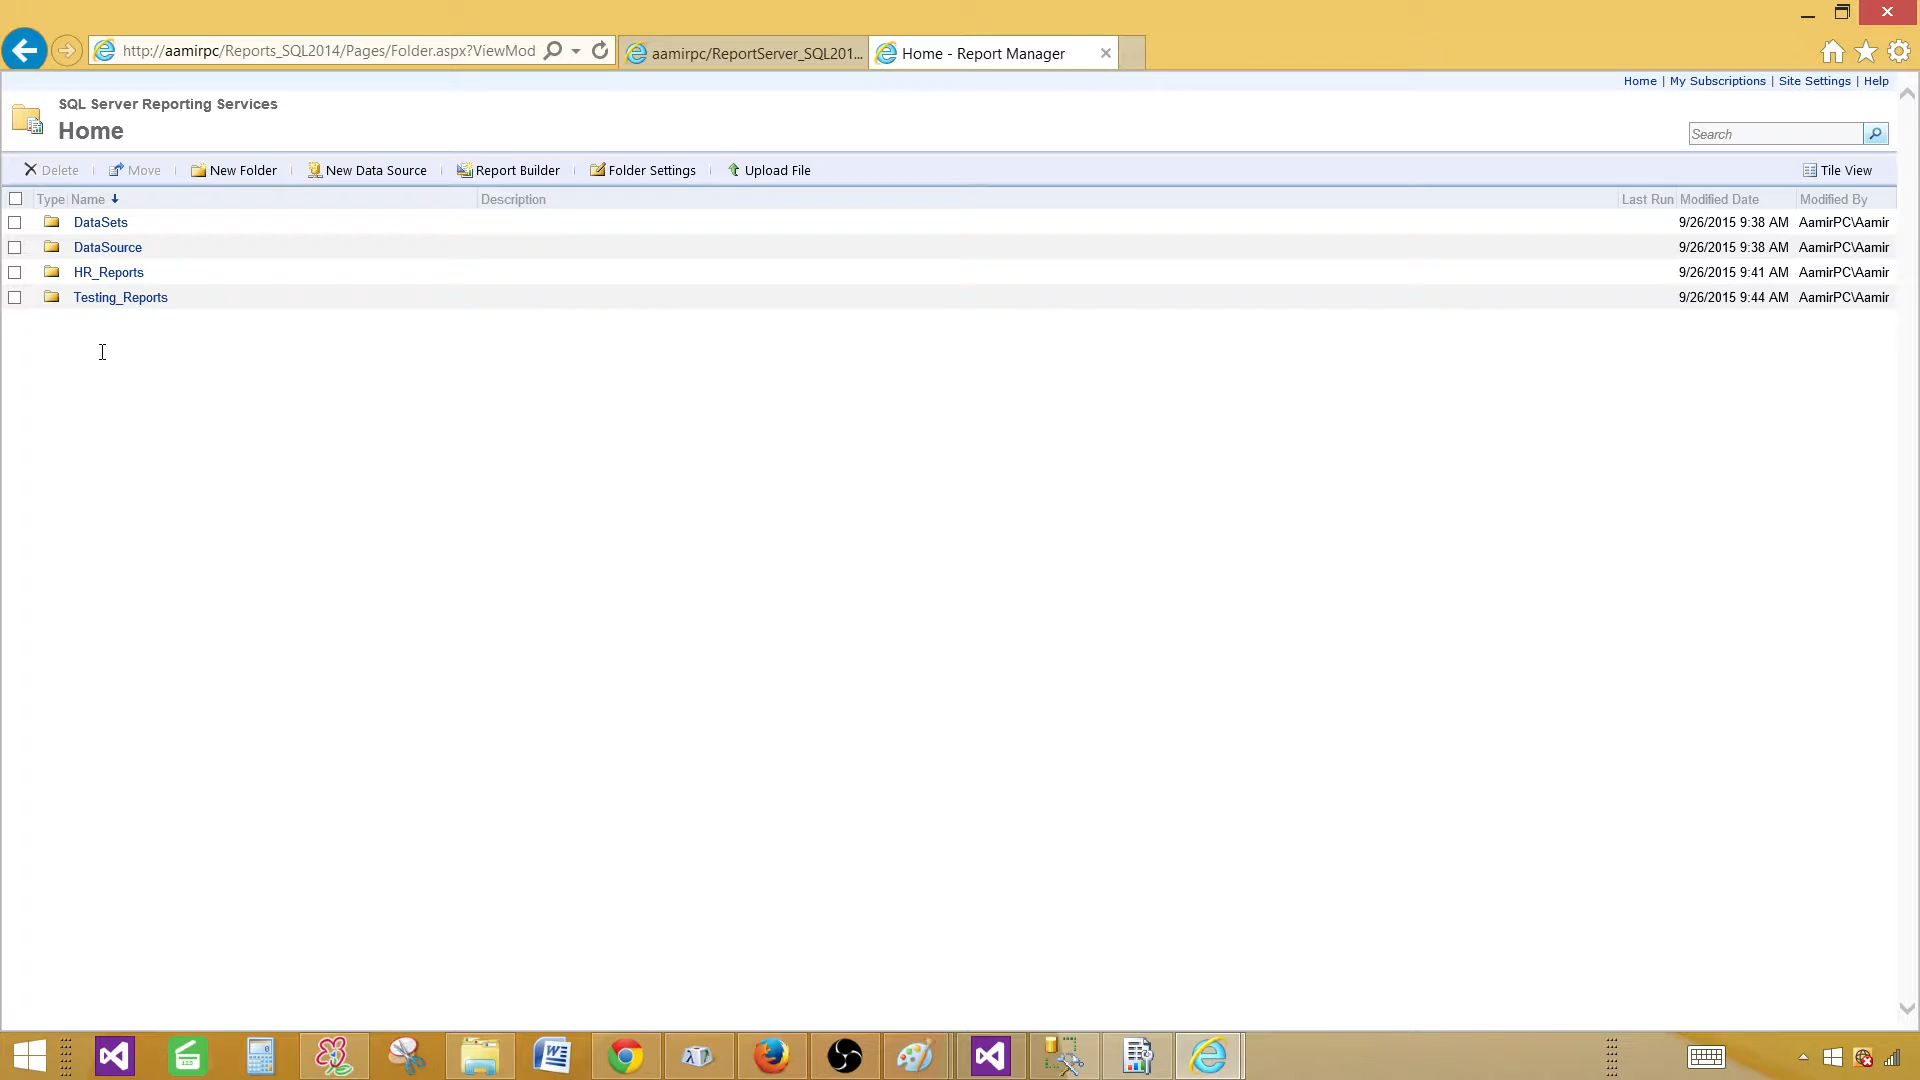 http://aamirpc/Reports_SQL2014/Pages/Folder.aspx?ViewMod
aamirpc/ReportServer_SQL201...
Home - Report Manager
Home | My Subscriptions | Site Settings | Help
SQL Server Reporting Services
Home
Search
Delete | Move | New Folder | New Data Source | Report Builder | Folder Settings | Upload File Tile View
Type Name Description Last Run Modified Date Modified By
DataSets 9/26/2015 9:38 AM AamirPC\Aamir
DataSource 9/26/2015 9:38 AM AamirPC\Aamir
HR_Reports 9/26/2015 9:41 AM AamirPC\Aamir
Testing_Reports 9/26/2015 9:44 AM AamirPC\Aamir